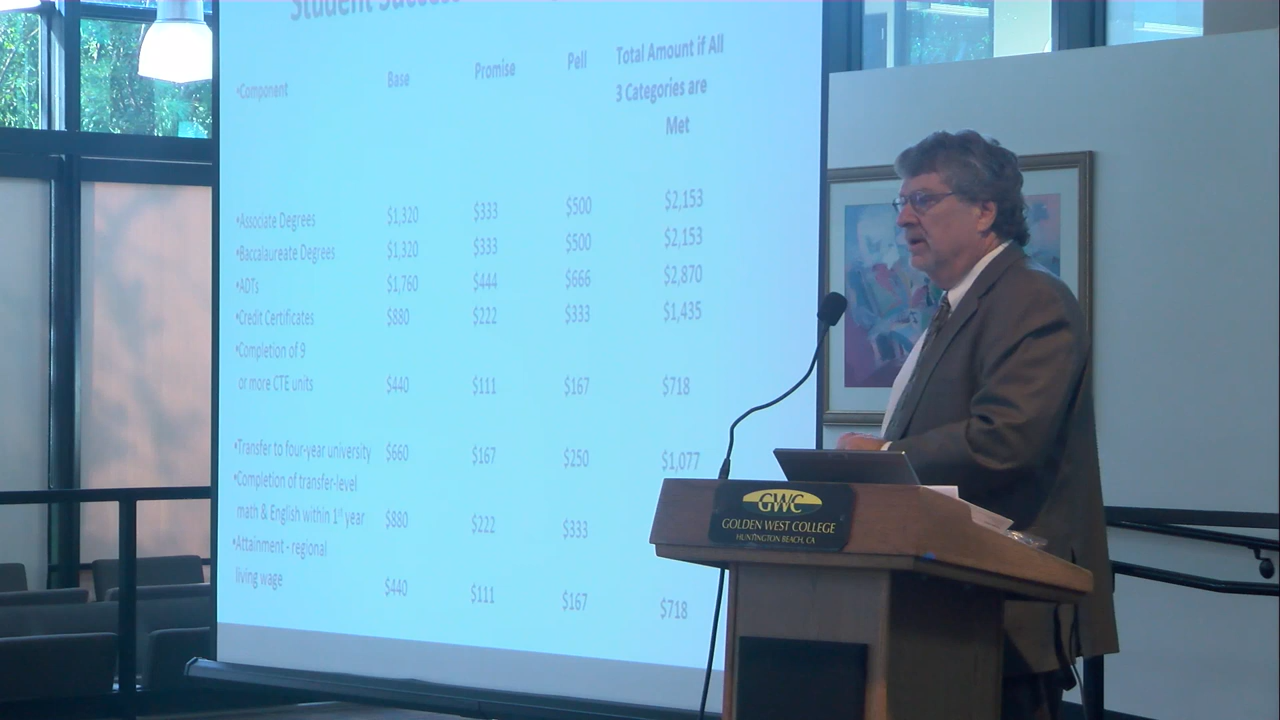 Student Success
•Component Base Promise Pell Total Amount if All
3 Categories are
Met
•Associate Degrees $1,320 $333 $500 $2,153
•Baccalaureate Degrees $1,320 $333 $500 $2,153
•ADTs $1,760 $444 $666 $2,870
•Credit Certificates $880 $222 $333 $1,435
•Completion of 9
or more CTE units $440 $111 $167 $718
•Transfer to four-year university $660 $167 $250 $1,077
•Completion of transfer-level
math & English within 1st year $880 $222 $333
•Attainment - regional
living wage $440 $111 $167 $718
GWC
GOLDEN WEST COLLEGE
HUNTINGTON BEACH, CA